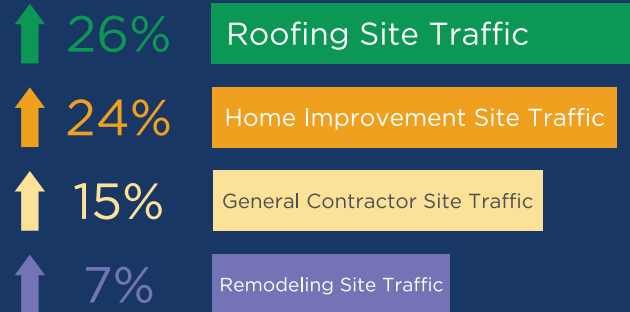 26% Roofing Site Traffic
24% Home Improvement Site Traffic
15% General Contractor Site Traffic
7% Remodeling Site Traffic